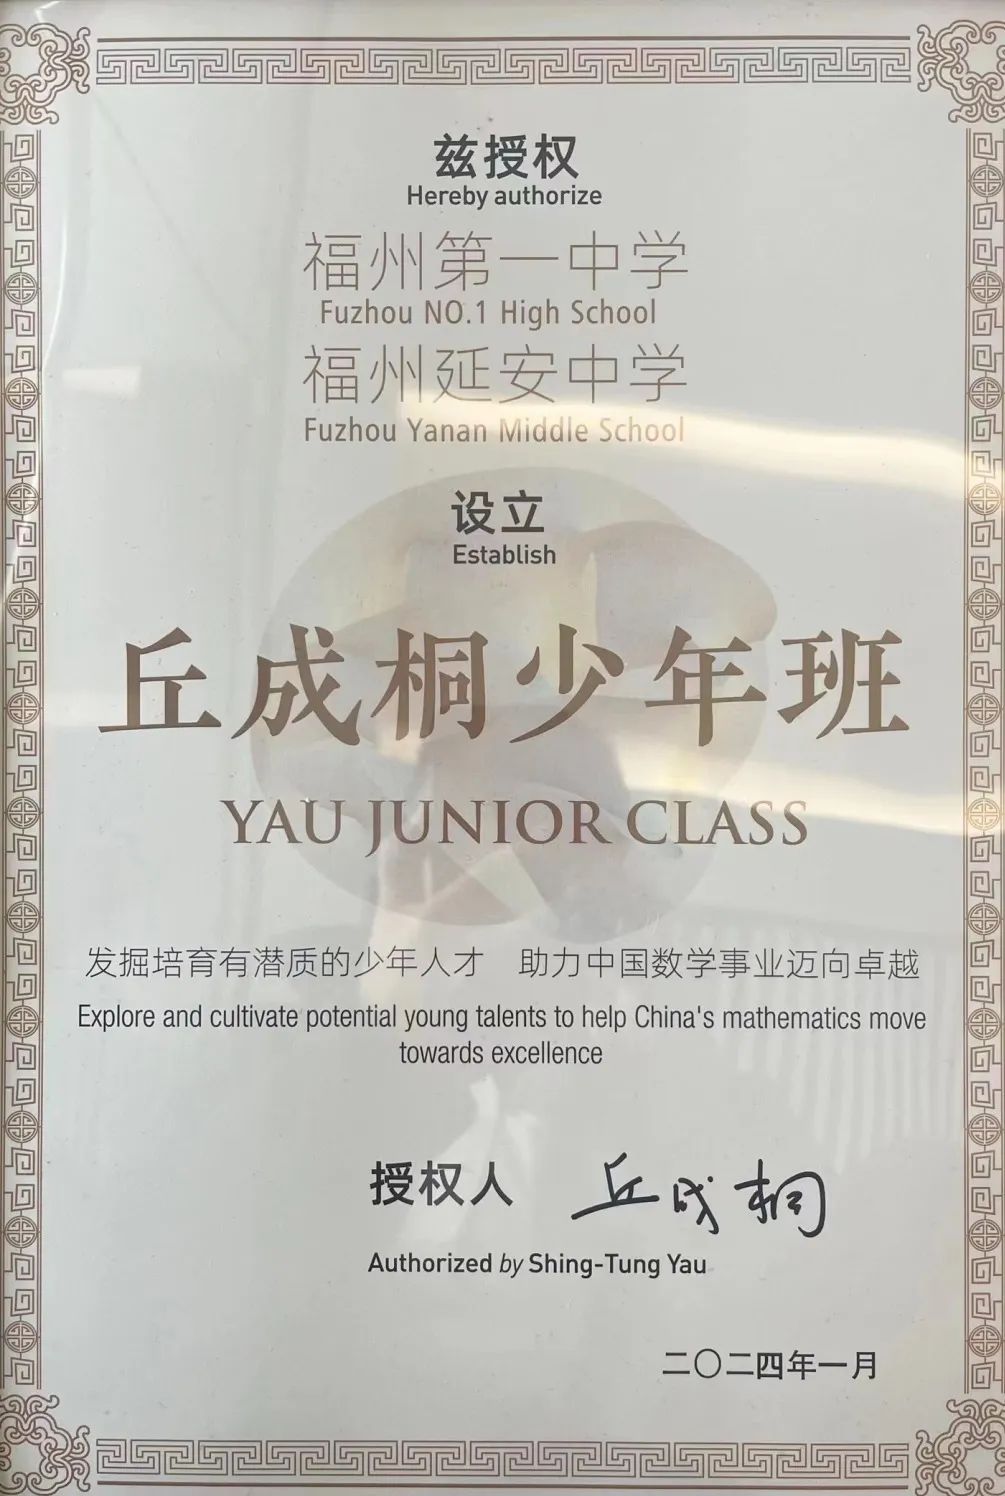 兹授权
Hereby authorize
福州第一中学
Fuzhou NO.1 High School
福州延安中学
Fuzhou Yanan Middle School
设立
Establish
丘成桐少年班
YAU JUNIOR CLASS
发掘培育有潜质的少年人才 助力中国数学事业迈向卓越
Explore and cultivate potential young talents to help China's mathematics move
towards excellence
授权人 丘成桐
Authorized by Shing-Tung Yau
二〇二四年一月